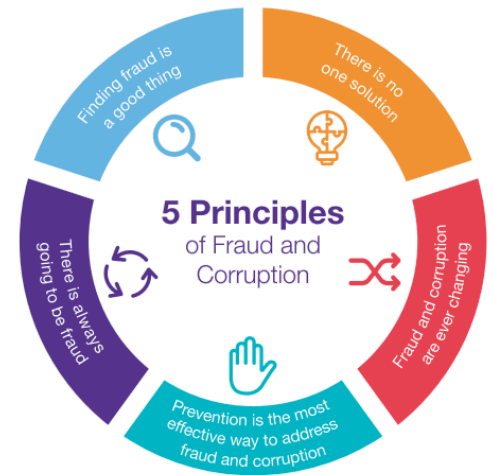 5 Principles
of Fraud and
Corruption
There is no
one solution
Fraud and corruption
are ever changing
Prevention is the most
effective way to address
fraud and corruption
There is always
going to be fraud
Finding fraud is
a good thing